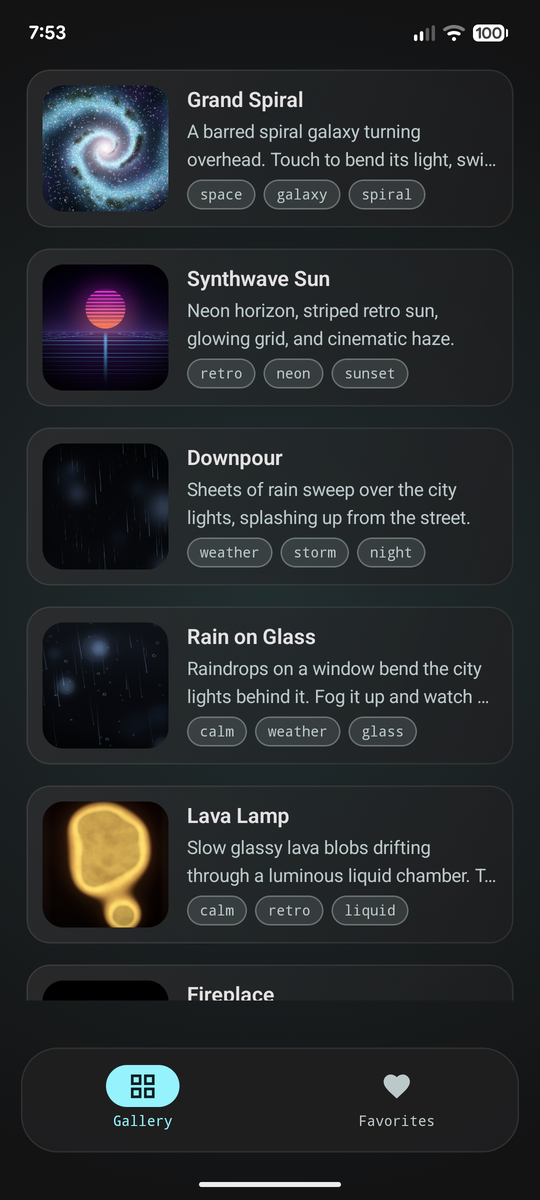 7:53
100
Grand Spiral
A barred spiral galaxy turning
overhead. Touch to bend its light, swi…
space galaxy spiral
Synthwave Sun
Neon horizon, striped retro sun,
glowing grid, and cinematic haze.
retro neon sunset
Downpour
Sheets of rain sweep over the city
lights, splashing up from the street.
weather storm night
Rain on Glass
Raindrops on a window bend the city
lights behind it. Fog it up and watch …
calm weather glass
Lava Lamp
Slow glassy lava blobs drifting
through a luminous liquid chamber. T…
calm retro liquid
Fireplace
Gallery Favorites